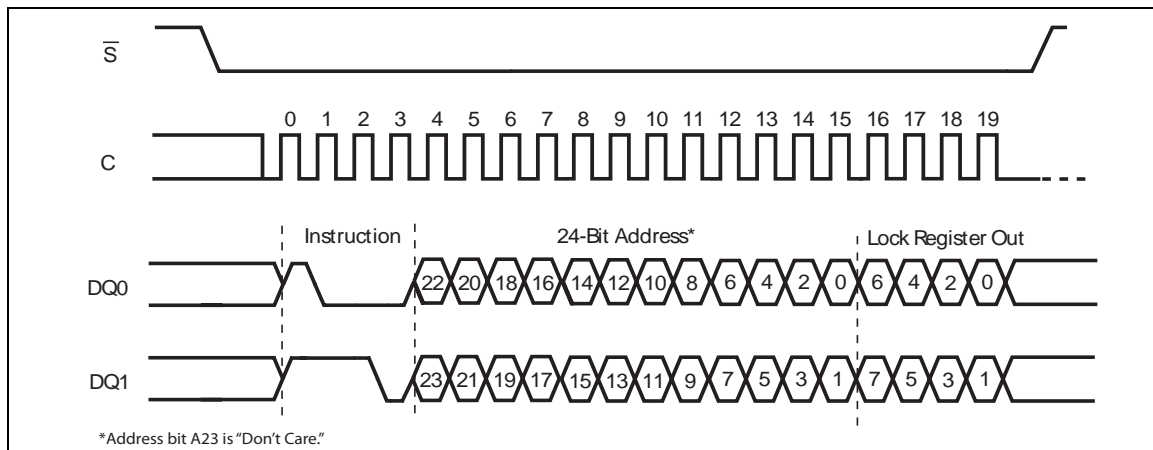 S
0 1 2 3 4 5 6 7 8 9 10 11 12 13 14 15 16 17 18 19
C
Instruction 24-Bit Address* Lock Register Out
DQ0 22 20 18 16 14 12 10 8 6 4 2 0 6 4 2 0
DQ1 23 21 19 17 15 13 11 9 7 5 3 1 7 5 3 1
*Address bit A23 is “Don’t Care.”